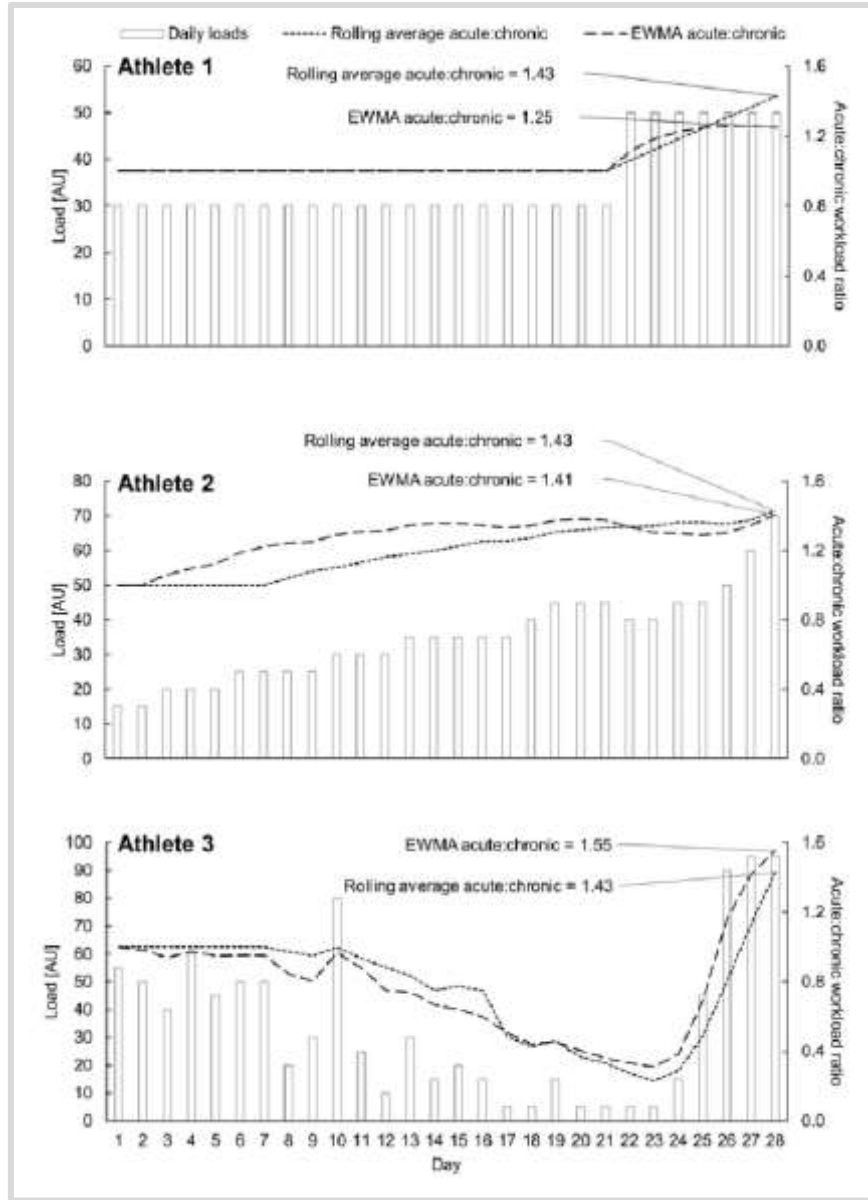 Daily loads Rolling average acute:chronic EWMA acute:chronic
Athlete 1
Rolling average acute:chronic = 1.43
EWMA acute:chronic = 1.25
Load [AU]
60
50
40
30
20
10
0
Acute:chronic workload ratio
1.6
1.2
0.8
0.4
0.0
Rolling average acute:chronic = 1.43
Athlete 2
EWMA acute:chronic = 1.41
Load [AU]
80
70
60
50
40
30
20
10
0
Acute:chronic workload ratio
1.6
1.2
0.8
0.4
0.0
Athlete 3
EWMA acute:chronic = 1.55
Rolling average acute:chronic = 1.43
Load [AU]
100
90
80
70
60
50
40
30
20
10
0
Acute:chronic workload ratio
1.6
1.2
0.8
0.4
0.0
1 2 3 4 5 6 7 8 9 10 11 12 13 14 15 16 17 18 19 20 21 22 23 24 25 26 27 28
Day